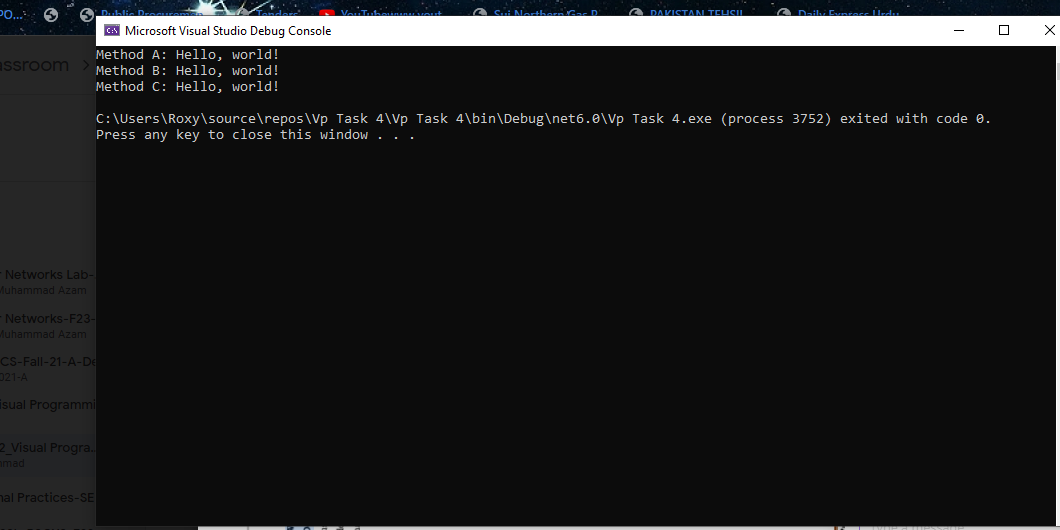 Public Procurem
Tenders
YouTubewww.yout
Sui Northern Gas P
PAKISTAN TEHSIL
Daily Express Urdu
Microsoft Visual Studio Debug Console
Method A: Hello, world!
Method B: Hello, world!
Method C: Hello, world!
C:\Users\Roxy\source\repos\Vp Task 4\Vp Task 4\bin\Debug\net6.0\Vp Task 4.exe (process 3752) exited with code 0.
Press any key to close this window . . .
assroom >
r Networks Lab-
Muhammad Azam
r Networks-F23-
Muhammad Azam
CS-Fall-21-A-De
021-A
isual Programmi
2_Visual Progra...
mmad
nal Practices-SE
Type a message